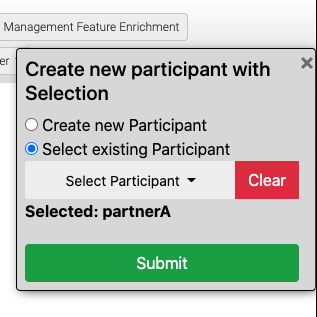 Management Feature Enrichment
er
×
Create new participant with
Selection
Create new Participant
Select existing Participant
Select Participant
Clear
Selected: partnerA
Submit